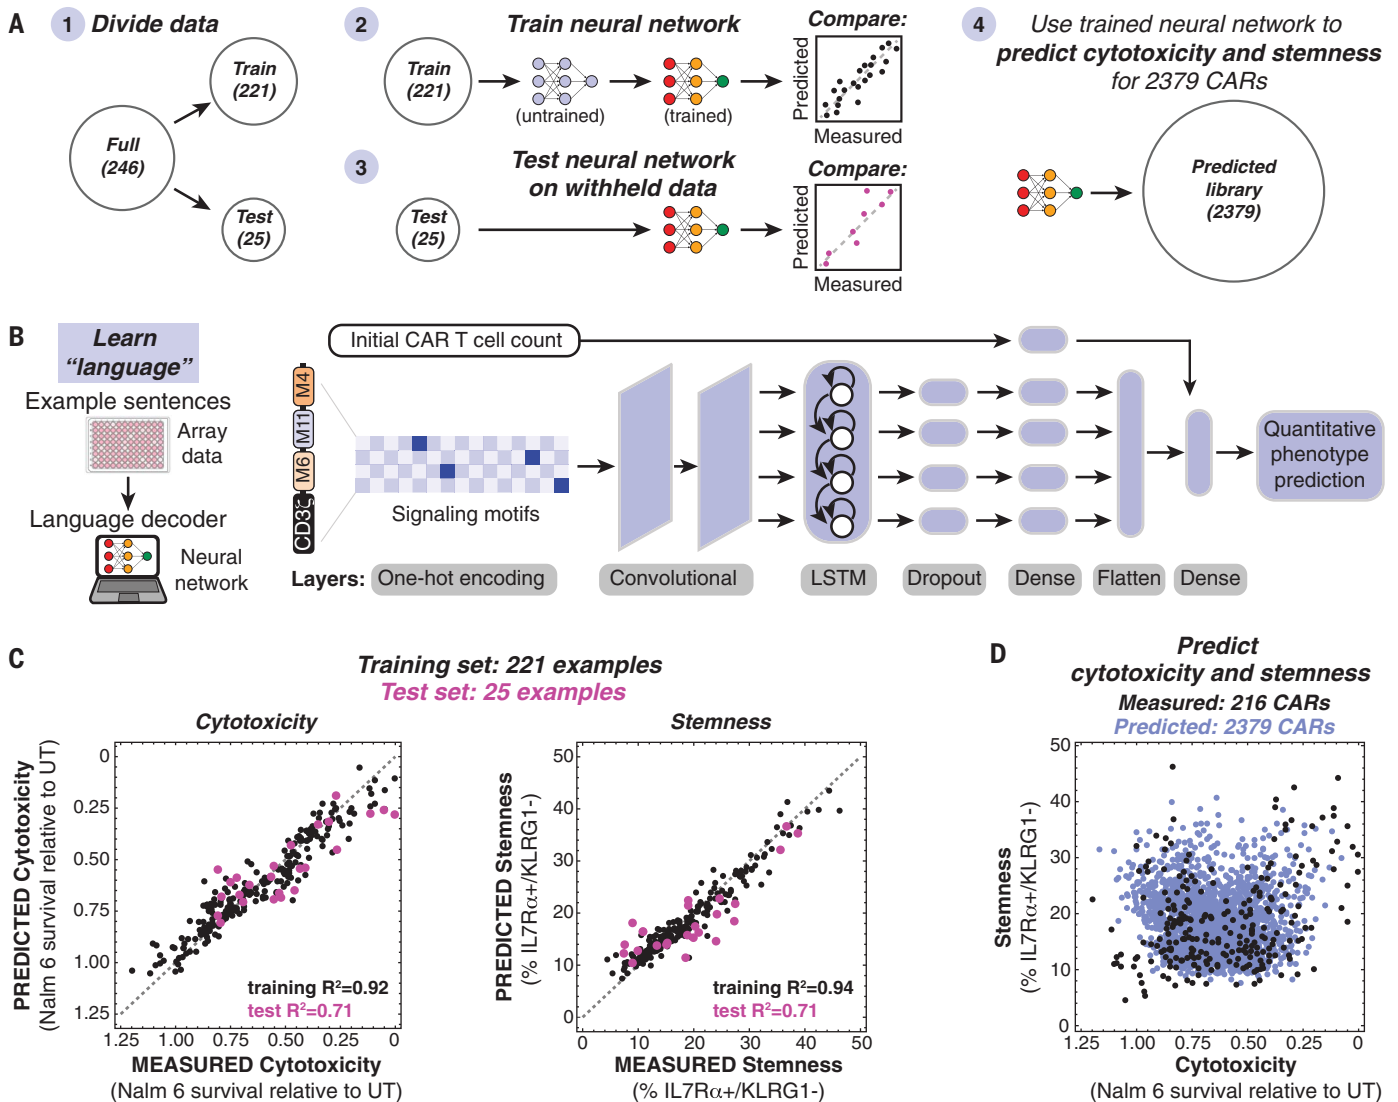 A
1 Divide data
Full
(246)
Train
(221)
Test
(25)
2 Train neural network
Train
(221)
(untrained)
(trained)
Compare:
Predicted
Measured
3 Test neural network
on withheld data
Test
(25)
Compare:
Predicted
Measured
4 Use trained neural network to
predict cytotoxicity and stemness
for 2379 CARs
Predicted
library
(2379)
B
Learn
“language”
Example sentences
Array
data
Language decoder
Neural
network
Initial CAR T cell count
M4
M11
M6
CD3ζ
Signaling motifs
Quantitative
phenotype
prediction
Layers: One-hot encoding Convolutional LSTM Dropout Dense Flatten Dense
C
Training set: 221 examples
Test set: 25 examples
Cytotoxicity
PREDICTED Cytotoxicity
(Nalm 6 survival relative to UT)
0
0.25
0.50
0.75
1.00
1.25
training R²=0.92
test R²=0.71
1.25 1.00 0.75 0.50 0.25 0
MEASURED Cytotoxicity
(Nalm 6 survival relative to UT)
Stemness
PREDICTED Stemness
(% IL7Rα+/KLRG1-)
50
40
30
20
10
0
training R²=0.94
test R²=0.71
0 10 20 30 40 50
MEASURED Stemness
(% IL7Rα+/KLRG1-)
D
Predict
cytotoxicity and stemness
Measured: 216 CARs
Predicted: 2379 CARs
Stemness
(% IL7Rα+/KLRG1-)
50
40
30
20
10
0
1.25 1.00 0.75 0.50 0.25 0
Cytotoxicity
(Nalm 6 survival relative to UT)